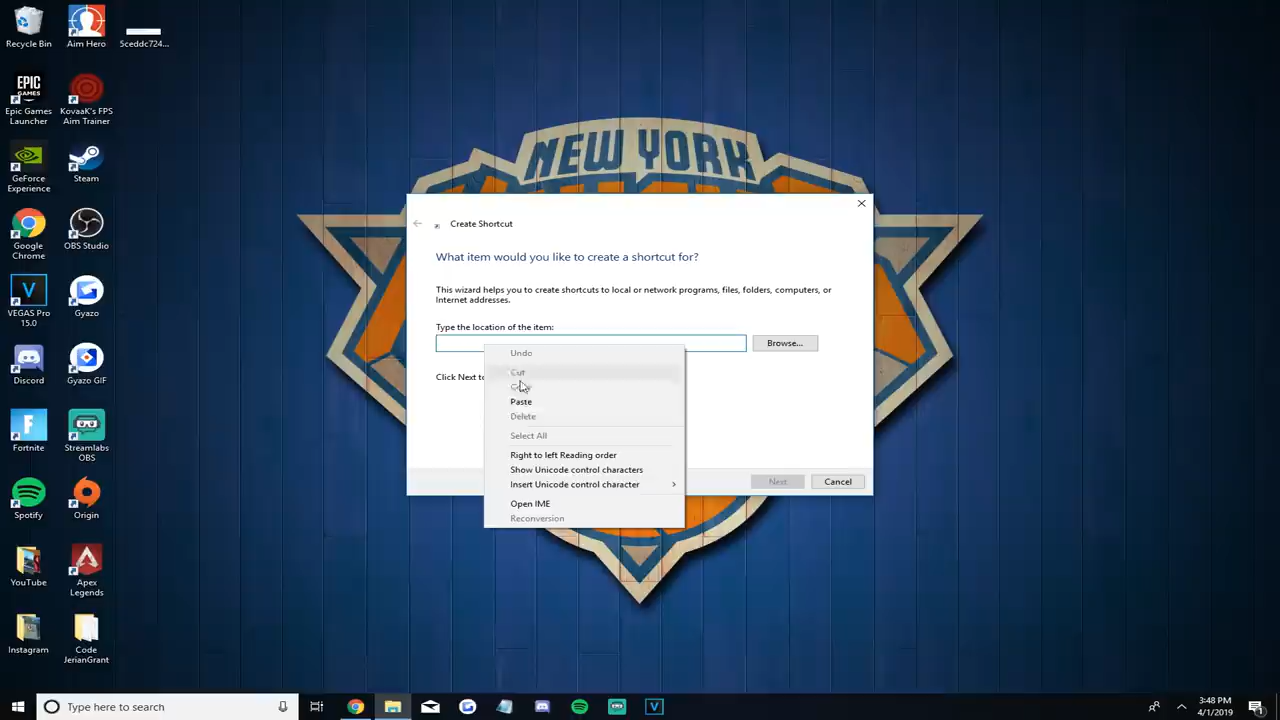 Recycle Bin
Aim Hero
5ceddc724...
Epic Games
Launcher
KovaaK's FPS
Aim Trainer
GeForce
Experience
Steam
Google
Chrome
OBS Studio
VEGAS Pro
15.0
Gyazo
Discord
Gyazo GIF
Fortnite
Streamlabs
OBS
Spotify
Origin
YouTube
Apex
Legends
Instagram
Code
JerianGrant
NEW YORK
Create Shortcut
What item would you like to create a shortcut for?
This wizard helps you to create shortcuts to local or network programs, files, folders, computers, or
Internet addresses.
Type the location of the item:
Browse...
Click Next to
Undo
Cut
Paste
Delete
Select All
Right to left Reading order
Show Unicode control characters
Insert Unicode control character
Open IME
Reconversion
Next
Cancel
Type here to search
3:48 PM
4/1/2019